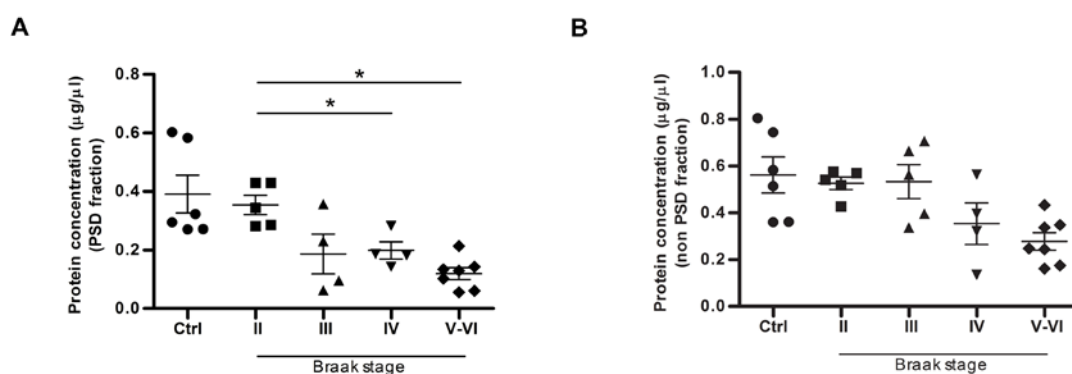 A
Protein concentration (µg/µl)
(PSD fraction)
0.8
0.6
0.4
0.2
0.0
*
*
Ctrl II III IV V-VI
Braak stage
B
Protein concentration (µg/µl)
(non PSD fraction)
1.0
0.8
0.6
0.4
0.2
0.0
Ctrl II III IV V-VI
Braak stage